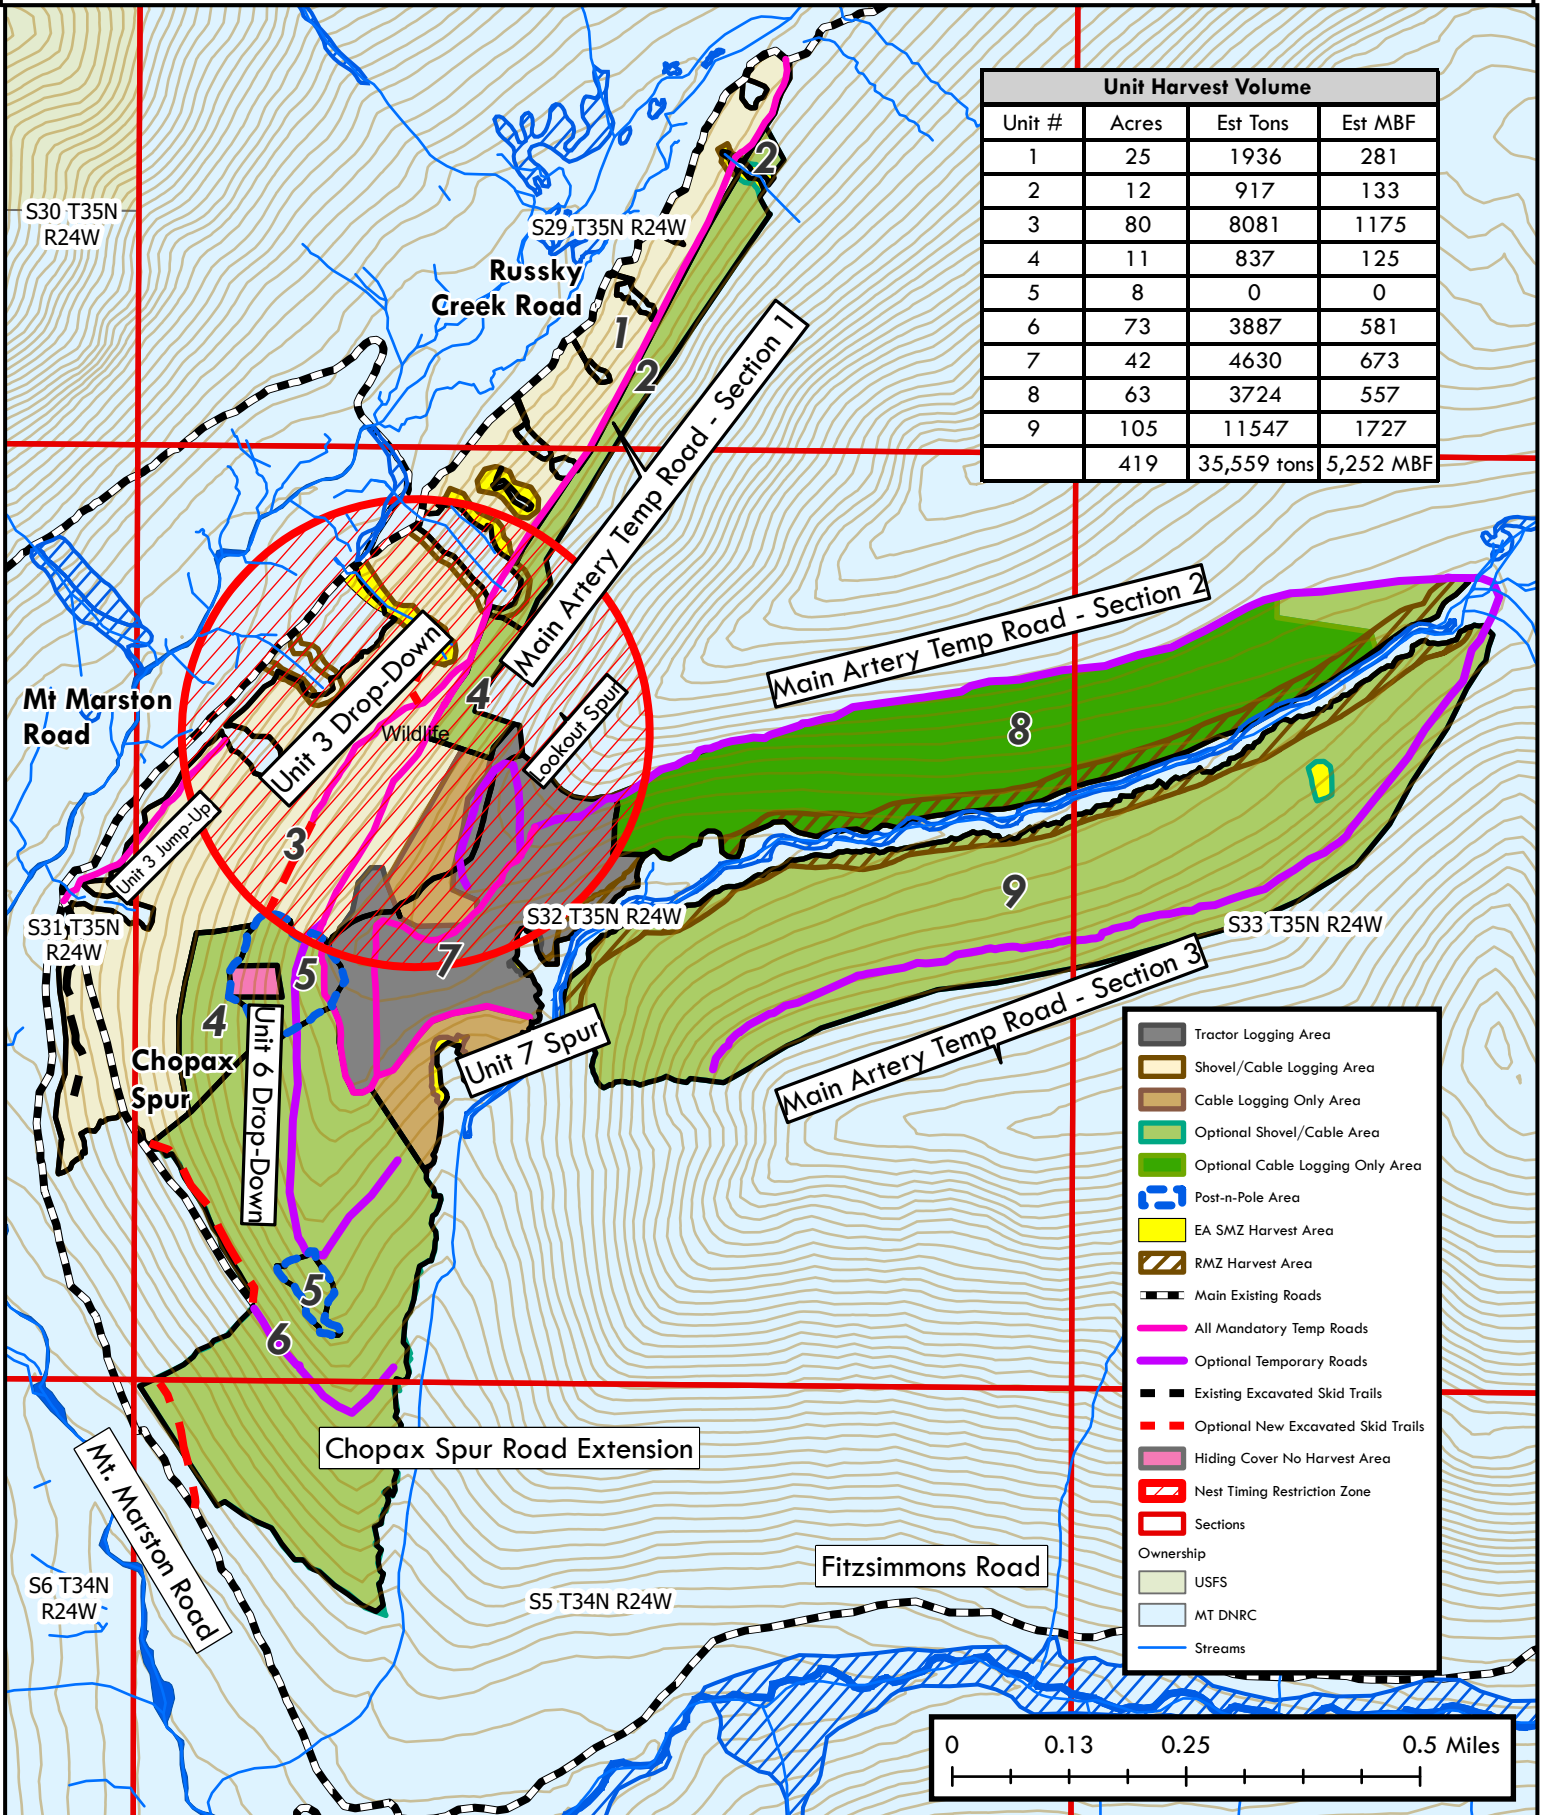 Unit Harvest Volume
Unit # Acres Est Tons Est MBF
1 25 1936 281
2 12 917 133
3 80 8081 1175
4 11 837 125
5 8 0 0
6 73 3887 581
7 42 4630 673
8 63 3724 557
9 105 11547 1727
419 35,559 tons 5,252 MBF
2
S30 T35N
R24W
S29 T35N R24W
Russky
Creek Road
1
2
Main Artery Temp Road - Section 1
Main Artery Temp Road - Section 2
Unit 3 Drop-Down
4
Mt Marston
Road
Wildlife
Lookout Spur
8
Unit 3 Jump-Up
3
9
S31 T35N
R24W
S32 T35N R24W
S33 T35N R24W
7
5
4
Main Artery Temp Road - Section 3
Unit 7 Spur
Chopax
Spur
Unit 6 Drop-Down
5
6
Chopax Spur Road Extension
Mt. Marston Road
Fitzsimmons Road
S6 T34N
R24W
S5 T34N R24W
Tractor Logging Area
Shovel/Cable Logging Area
Cable Logging Only Area
Optional Shovel/Cable Area
Optional Cable Logging Only Area
Post-n-Pole Area
EA SMZ Harvest Area
RMZ Harvest Area
Main Existing Roads
All Mandatory Temp Roads
Optional Temporary Roads
Existing Excavated Skid Trails
Optional New Excavated Skid Trails
Hiding Cover No Harvest Area
Nest Timing Restriction Zone
Sections
Ownership
USFS
MT DNRC
Streams
0 0.13 0.25 0.5 Miles